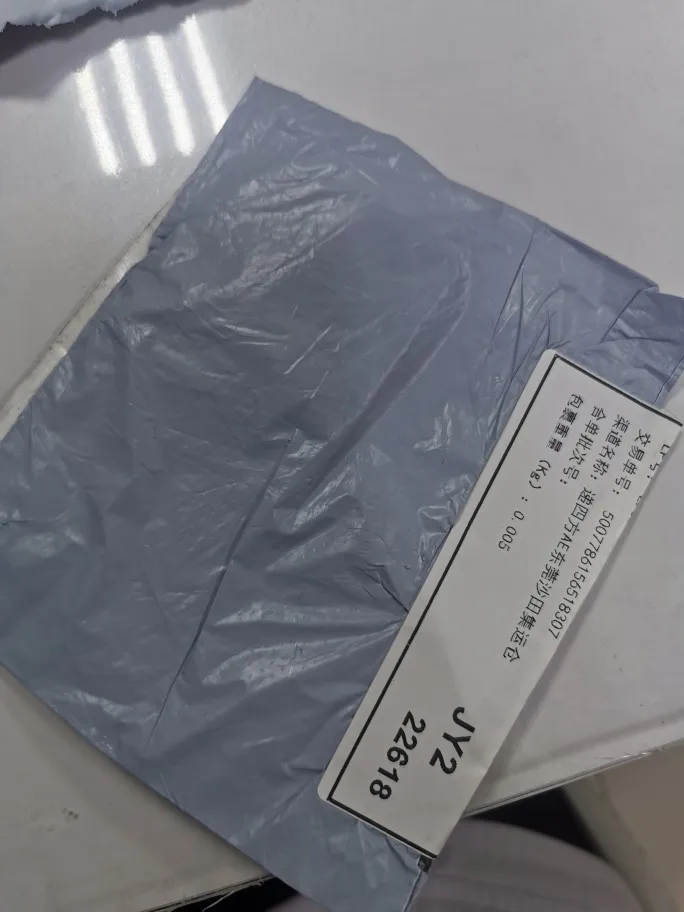 交易单号：5007786156518307
渠道名称：递四方AE东莞沙田集运仓
合单批次号：
包裹重量（Kg）：0.005
JY2
22618